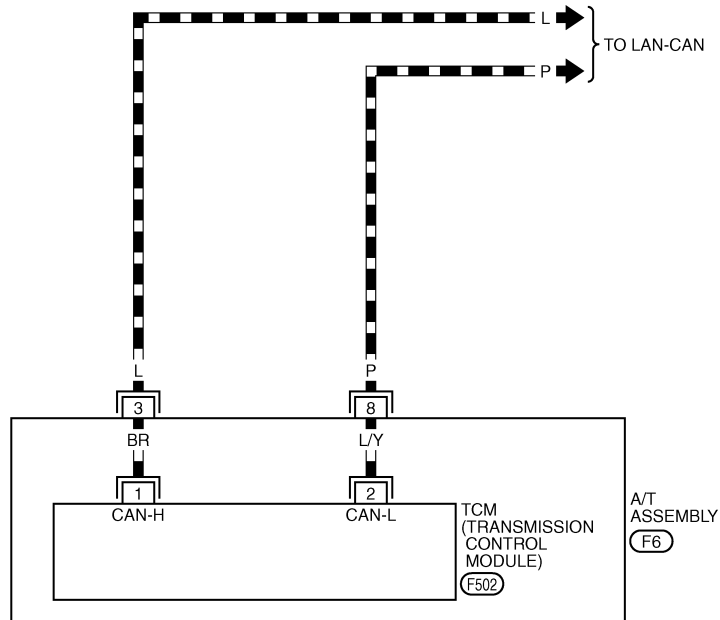 L
TO LAN-CAN
P
L
P
3
8
BR
L/Y
1
2
CAN-H
CAN-L
TCM
(TRANSMISSION
CONTROL
MODULE)
F502
A/T
ASSEMBLY
F6